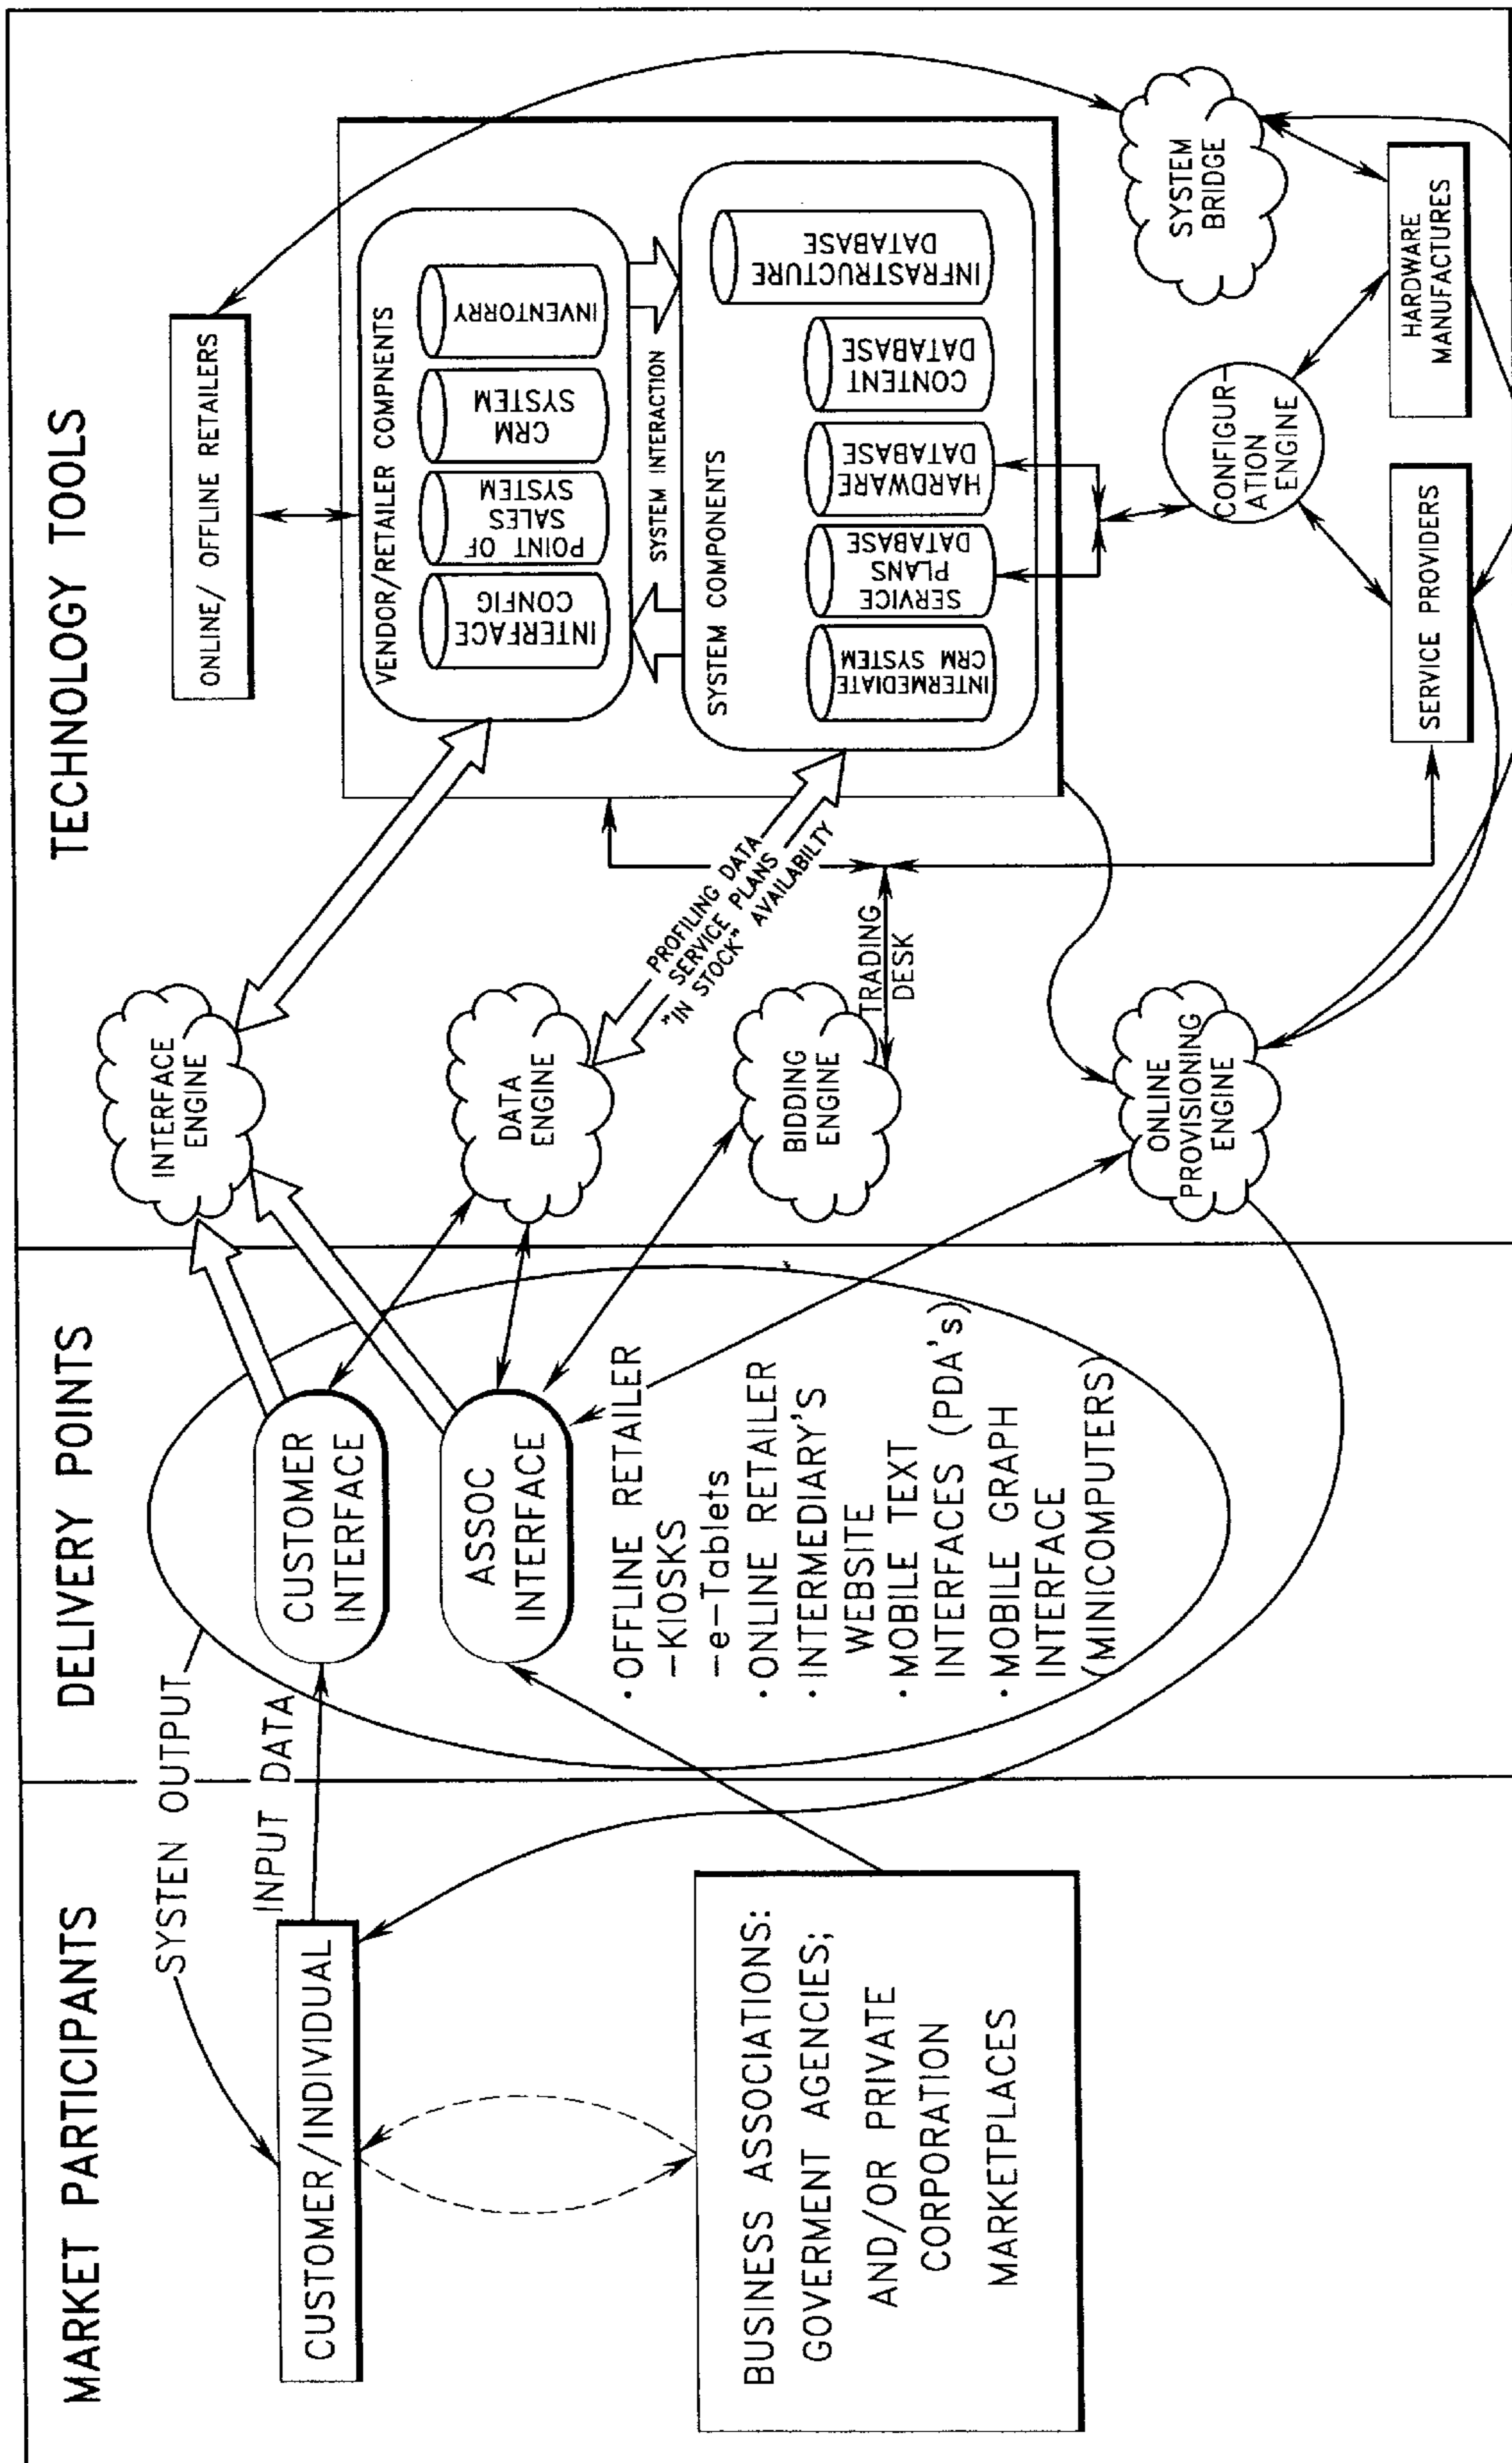 MARKET PARTICIPANTS
SYSTEN OUTPUT
INPUT DATA
CUSTOMER/INDIVIDUAL
BUSINESS ASSOCIATIONS:
GOVERMENT AGENCIES;
AND/OR PRIVATE
CORPORATION
MARKETPLACES
DELIVERY POINTS
CUSTOMER
INTERFACE
ASSOC
INTERFACE
·OFFLINE RETAILER
-KIOSKS
-e-Tablets
·ONLINE RETAILER
·INTERMEDIARY'S
WEBSITE
·MOBILE TEXT
INTERFACES (PDA's)
·MOBILE GRAPH
INTERFACE
(MINICOMPUTERS)
TECHNOLOGY TOOLS
INTERFACE
ENGINE
DATA
ENGINE
PROFILING DATA
SERVICE PLANS
"IN STOCK" AVAILABILTY
BIDDING
ENGINE
TRADING
DESK
ONLINE
PROVISIONING
ENGINE
ONLINE/ OFFLINE RETAILERS
VENDOR/RETAILER COMPNENTS
INTERFACE
CONFIG
POINT OF
SALES
SYSTEM
CRM
SYSTEM
INVENTORRY
SYSTEM INTERACTION
SYSTEM COMPONENTS
INTERMEDIATE
CRM SYSTEM
SERVICE
PLANS
DATABASE
HARDWARE
DATABASE
CONTENT
DATABASE
INFRASTRUCTURE
DATABASE
CONFIGUR-
ATION
ENGINE
SYSTEM
BRIDGE
SERVICE PROVIDERS
HARDWARE
MANUFACTURES